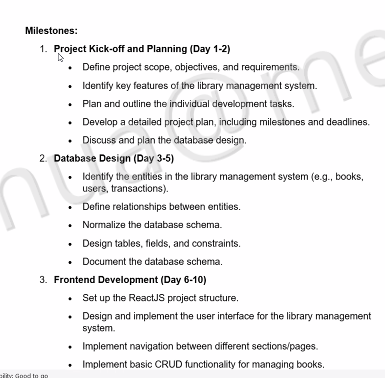 Milestones:
1. Project Kick-off and Planning (Day 1-2)
• Define project scope, objectives, and requirements.
• Identify key features of the library management system.
• Plan and outline the individual development tasks.
• Develop a detailed project plan, including milestones and deadlines.
• Discuss and plan the database design.
2. Database Design (Day 3-5)
• Identify the entities in the library management system (e.g., books,
users, transactions).
• Define relationships between entities.
• Normalize the database schema.
• Design tables, fields, and constraints.
• Document the database schema.
3. Frontend Development (Day 6-10)
• Set up the ReactJS project structure.
• Design and implement the user interface for the library management
system.
• Implement navigation between different sections/pages.
• Implement basic CRUD functionality for managing books.
Good to go